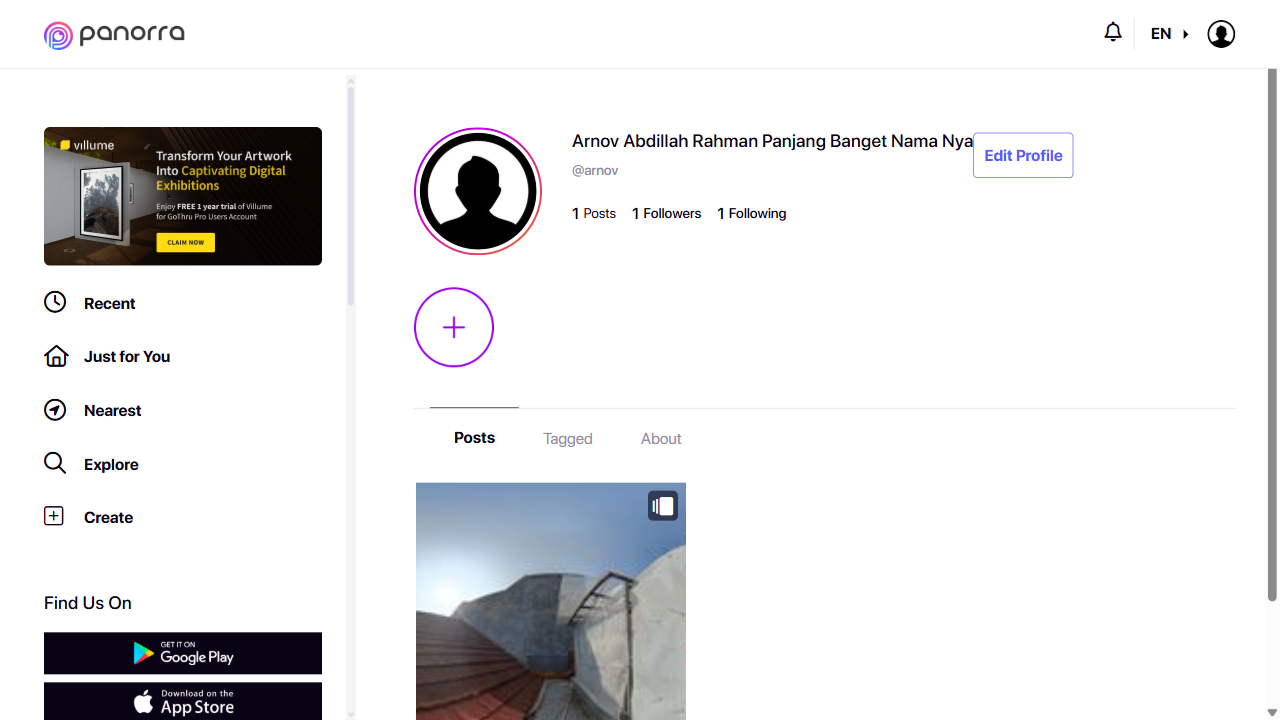 panorra
EN
villume
Transform Your Artwork
Into Captivating Digital
Exhibitions
Enjoy FREE 1 year trial of Villume
for GoThru Pro Users Account
CLAIM NOW
Recent
Just for You
Nearest
Explore
Create
Find Us On
GET IT ON
Google Play
Download on the
App Store
Arnov Abdillah Rahman Panjang Banget Nama Nya
Edit Profile
@arnov
1 Posts 1 Followers 1 Following
Posts Tagged About